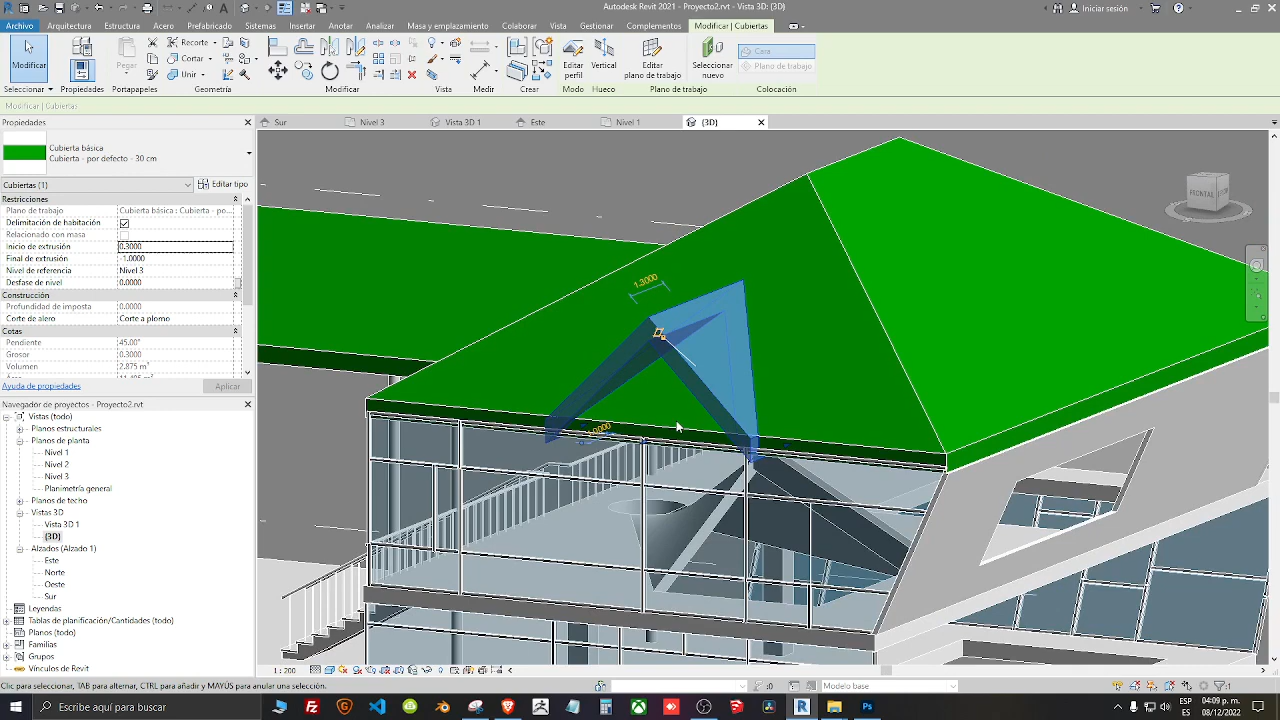 Autodesk Revit 2021 - Proyecto2.rvt - Vista 3D: {3D}
Iniciar sesión
Archivo
Arquitectura
Estructura
Acero
Prefabricado
Sistemas
Insertar
Anotar
Analizar
Masa y emplazamiento
Colaborar
Vista
Gestionar
Complementos
Modificar | Cubiertas
Recorte
Cortar
Unir
Modificar
Propiedades
Pegar
Editar perfil
Vertical
Editar plano de trabajo
Seleccionar nuevo
Cara
Plano de trabajo
Seleccionar
Propiedades
Portapapeles
Geometría
Modificar
Vista
Medir
Crear
Modo
Hueco
Plano de trabajo
Colocación
Modificar | Cubiertas
Propiedades
Sur
Nivel 3
Vista 3D 1
Este
Nivel 1
{3D}
Cubierta básica
Cubierta - por defecto - 30 cm
Cubiertas (1)
Editar tipo
Restricciones
Plano de trabajo
Cubierta básica : Cubierta - po...
Delimitación de habitación
Relacionado con masa
Inicio de extrusión
0.3000
Final de extrusión
-1.0000
Nivel de referencia
Nivel 3
Desfase de nivel
0.0000
Construcción
Profundidad de imposta
0.0000
Corte de alero
Corte a plomo
Cotas
Pendiente
45.00°
Grosor
0.3000
Volumen
2.875 m³
Ayuda de propiedades
Aplicar
Navegador de proyectos - Proyecto2.rvt
Vistas (todo)
Planos estructurales
Planos de planta
Nivel 1
Nivel 2
Nivel 3
Planimetría general
Planos de techo
Vistas 3D
Vista 3D 1
{3D}
Alzados (Alzado 1)
Este
Norte
Oeste
Sur
Leyendas
Tablas de planificación/Cantidades (todo)
Planos (todo)
Familias
Grupos
Vínculos de Revit
1.3000
FRONTAL
1 : 200
Clic para seleccionar, TAB para alternar, CTRL para añadir y MAYÚS para anular una selección.
:0
Modelo base
:1
Escribe aquí para buscar
ESP
ES
04:09 p. m.
08/12/2022